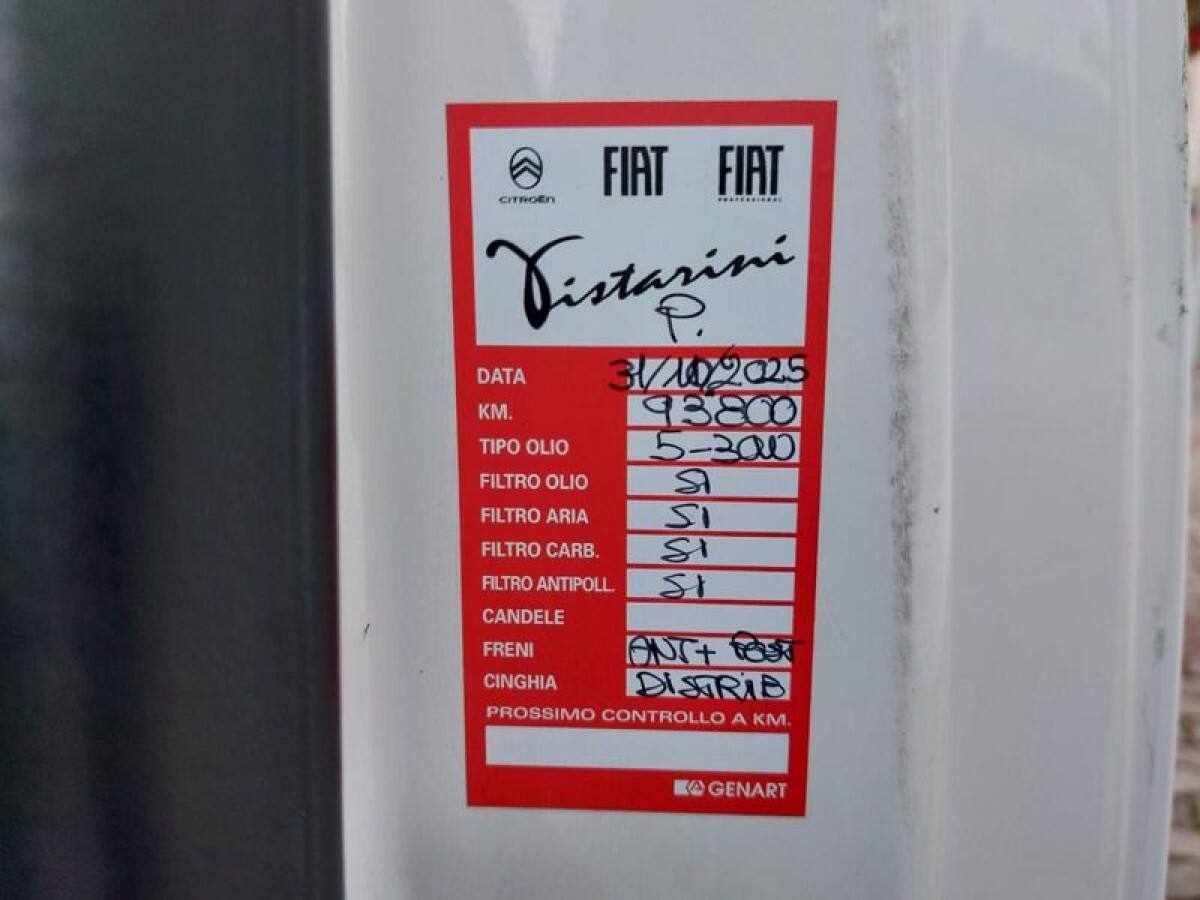 CITROËN FIAT FIAT
PROFESSIONAL
Vistarini
P.
DATA 31/10/2025
KM. 93800
TIPO OLIO 5-30W
FILTRO OLIO SI
FILTRO ARIA SI
FILTRO CARB. SI
FILTRO ANTIPOLL. SI
CANDELE
FRENI ANT+ POST
CINGHIA DISTRIB
PROSSIMO CONTROLLO A KM.
GENART